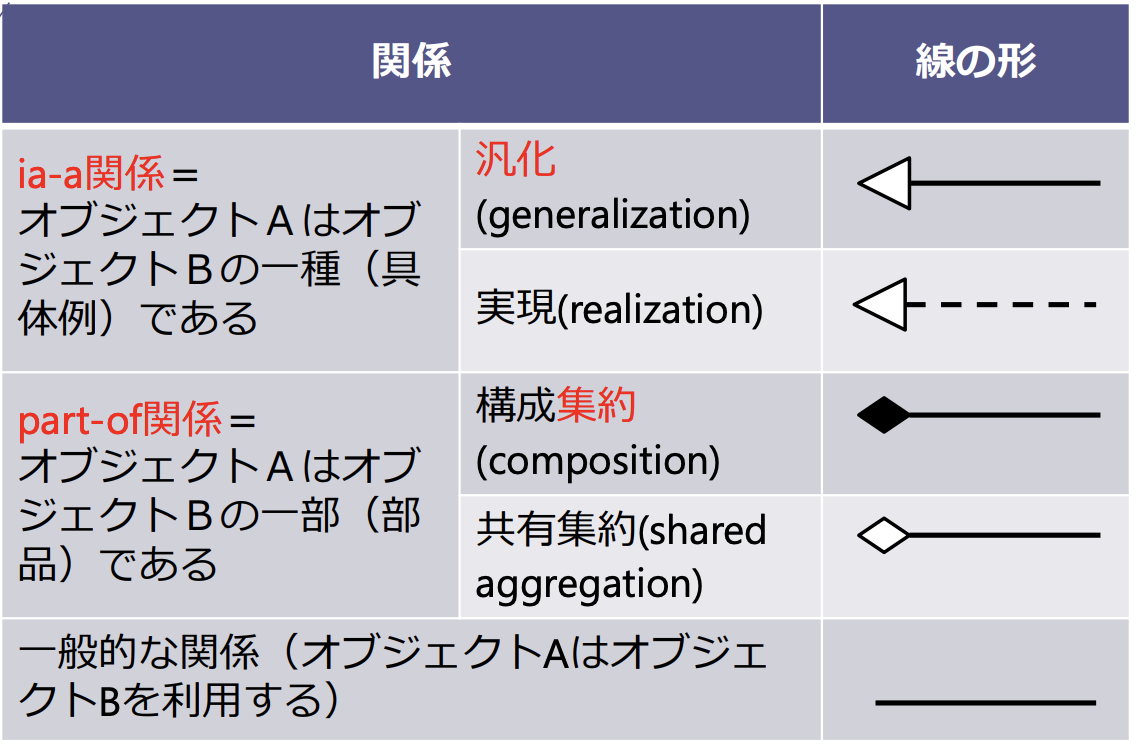 関係
線の形
ia-a関係＝
オブジェクトＡはオブ
ジェクトＢの一種（具
体例）である
汎化
(generalization)
実現(realization)
part-of関係＝
オブジェクトＡはオブ
ジェクトＢの一部（部
品）である
構成集約
(composition)
共有集約(shared
aggregation)
一般的な関係（オブジェクトAはオブジェ
クトBを利用する）